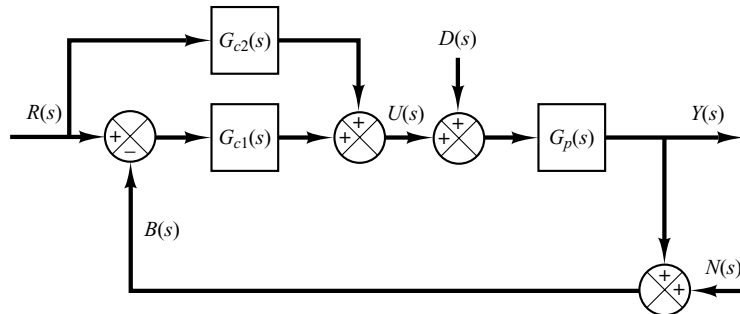 G_{c2}(s)
D(s)
R(s)
+
−
G_{c1}(s)
+
+
U(s)
+
+
G_p(s)
Y(s)
B(s)
+
+
N(s)